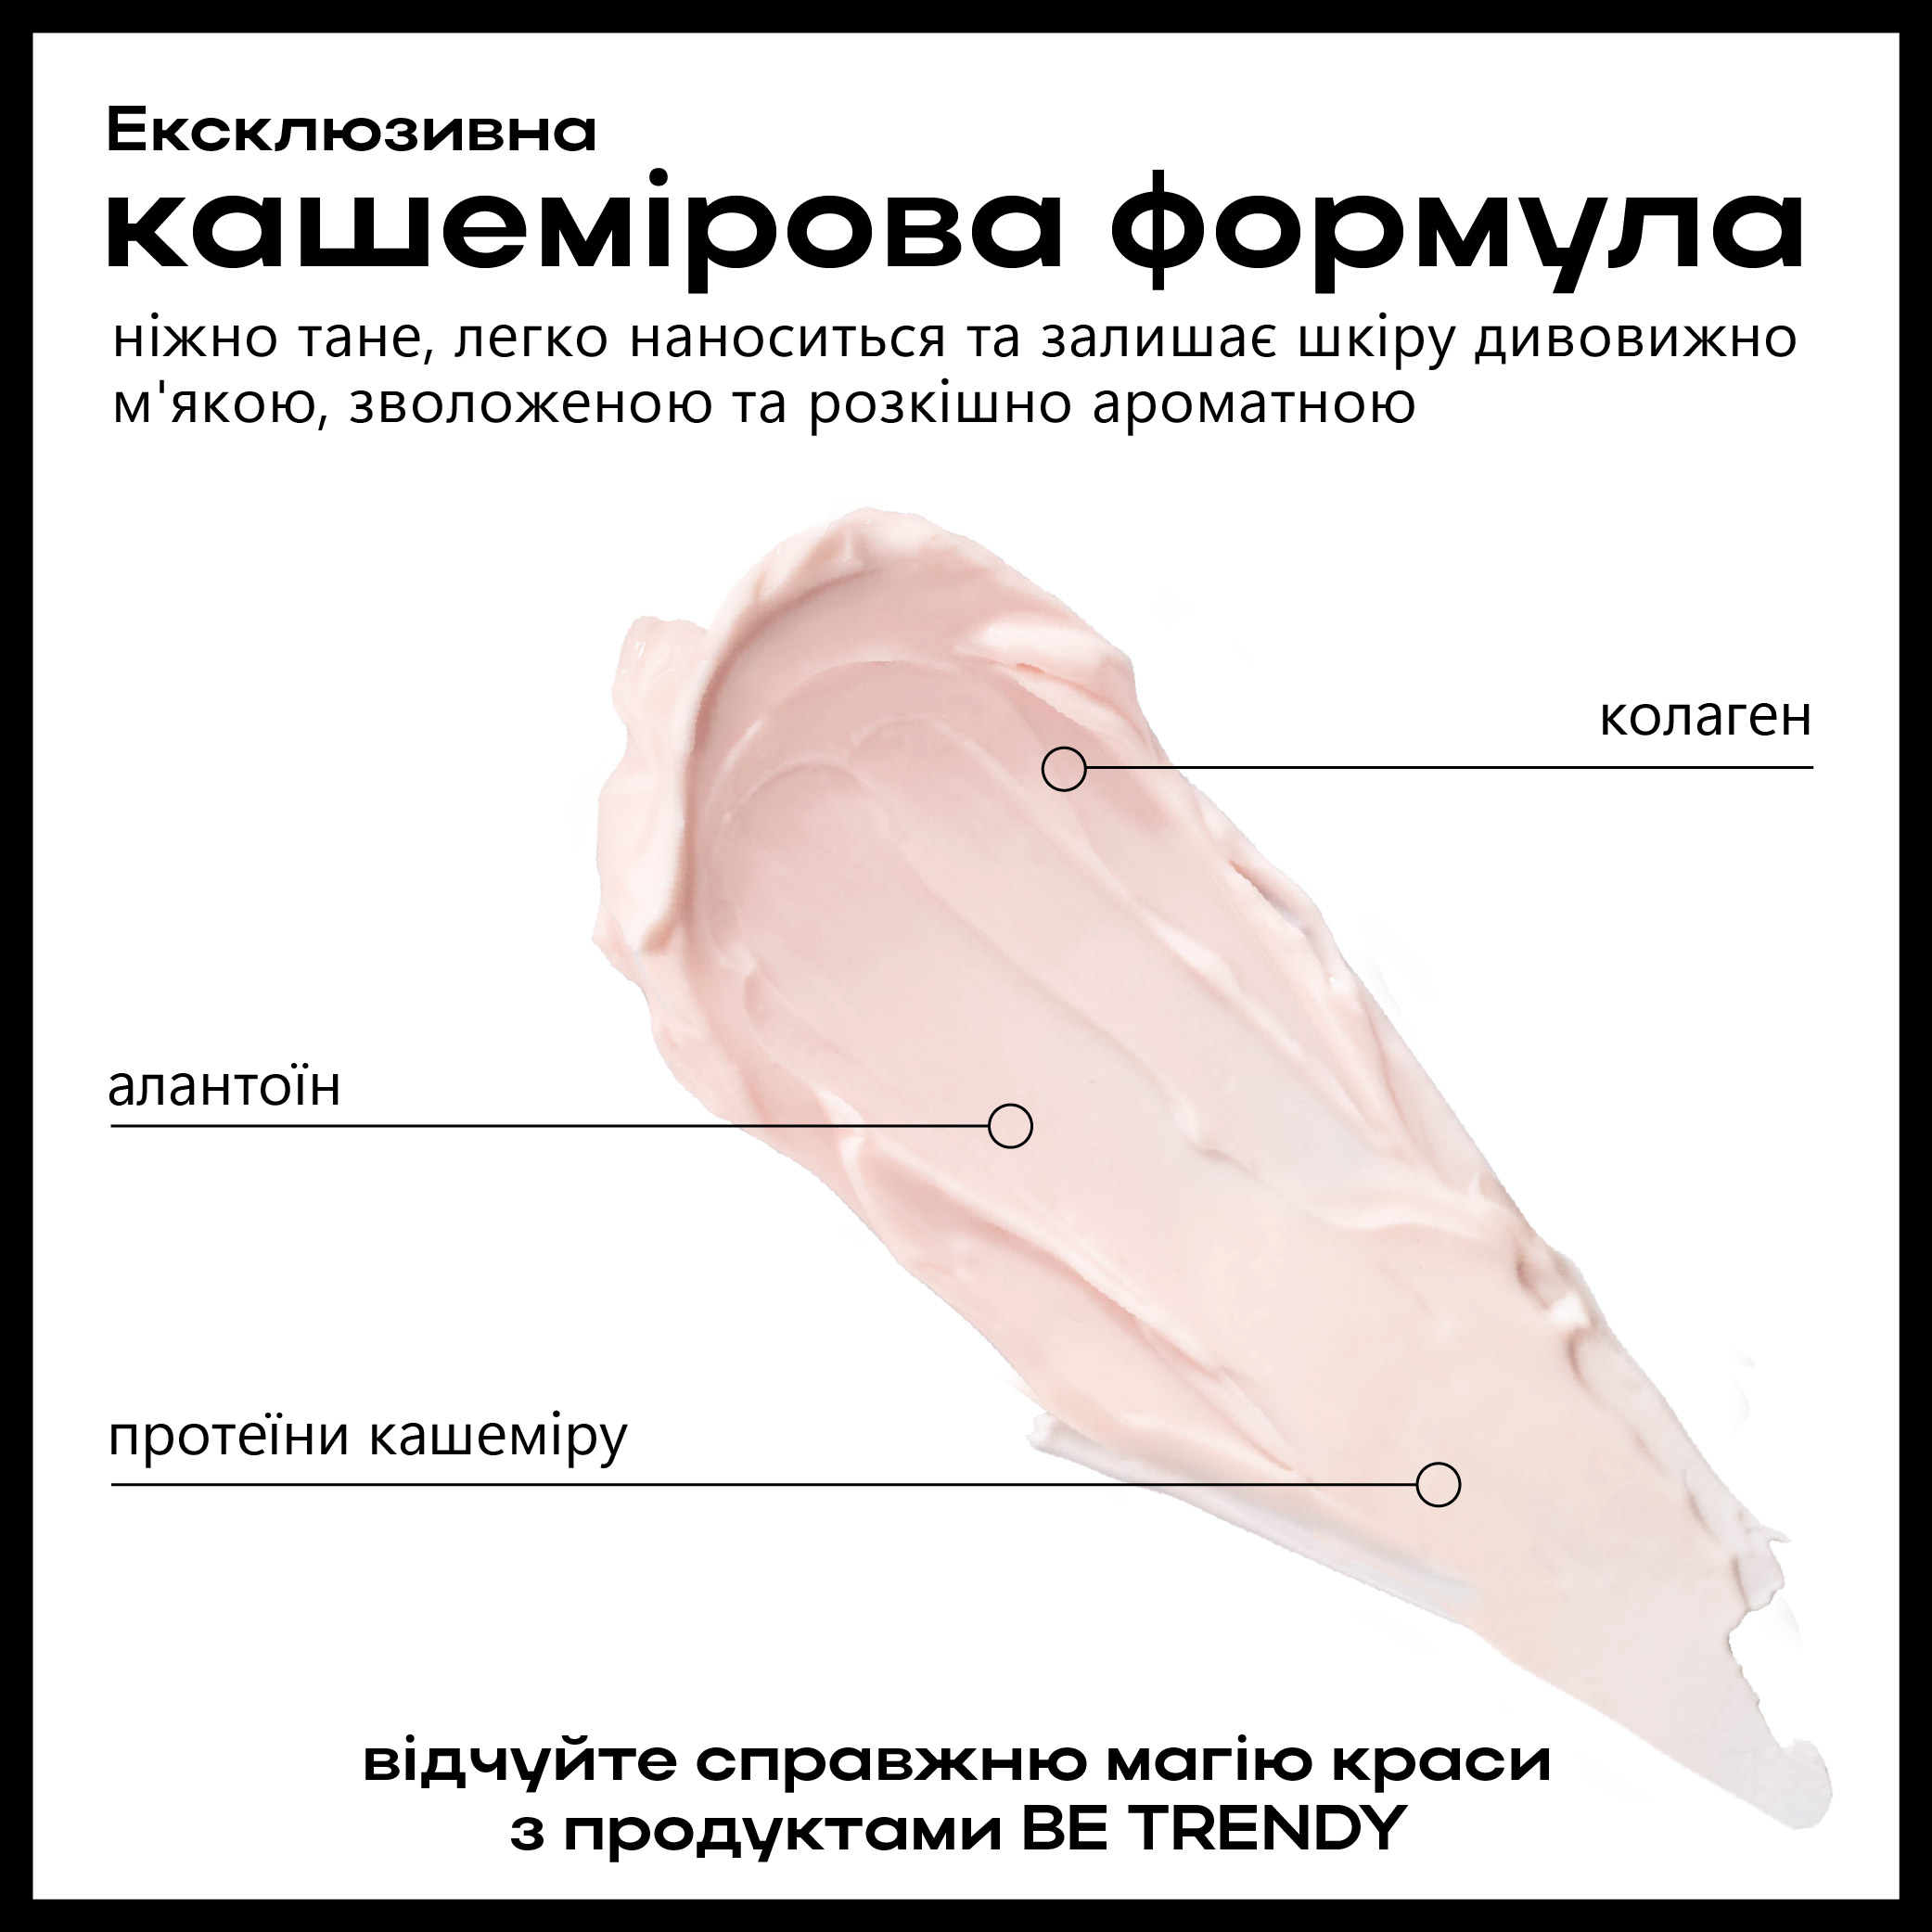 Ексклюзивна
кашемірова формула
ніжно тане, легко наноситься та залишає шкіру дивовижно
м'якою, зволоженою та розкішно ароматною
колаген
алантоїн
протеїни кашеміру
відчуйте справжню магію краси
з продуктами BE TRENDY